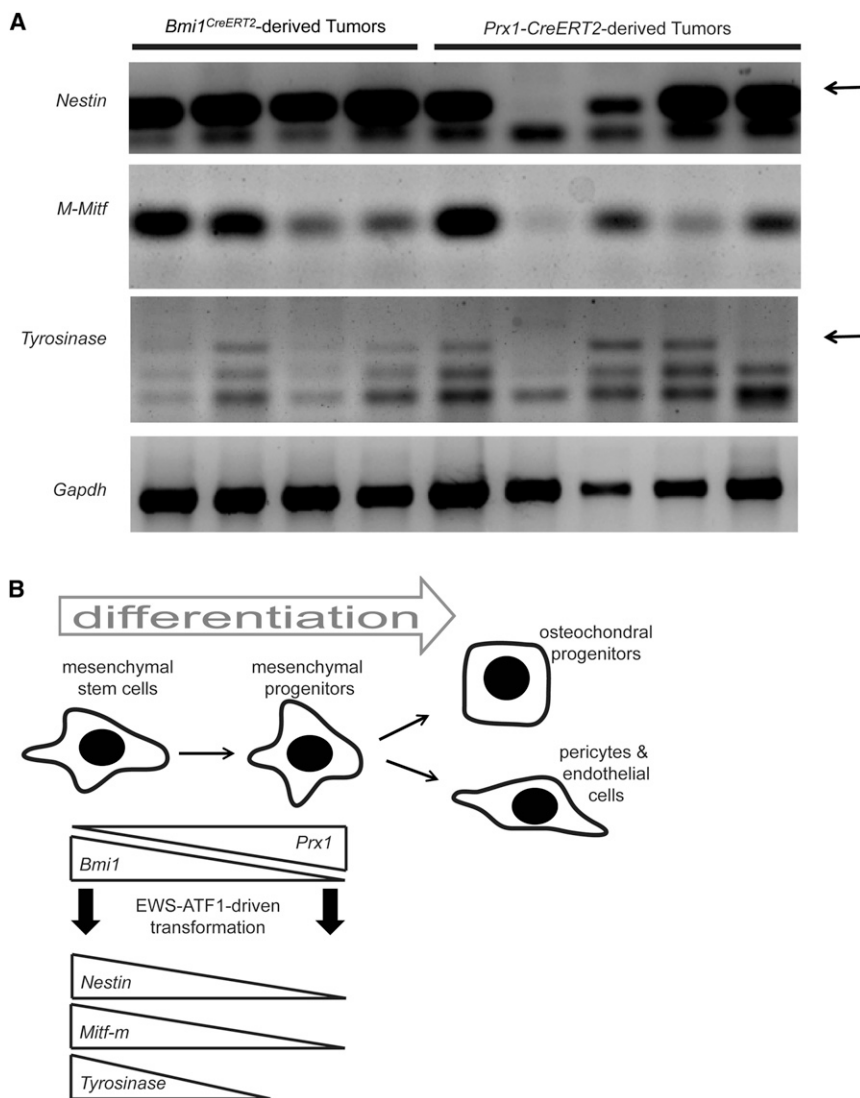 A
Bmi1CreERT2-derived Tumors
Prx1-CreERT2-derived Tumors
Nestin
M-Mitf
Tyrosinase
Gapdh
B
differentiation
mesenchymal
stem cells
mesenchymal
progenitors
osteochondral
progenitors
pericytes &
endothelial
cells
Prx1
Bmi1
EWS-ATF1-driven
transformation
Nestin
Mitf-m
Tyrosinase